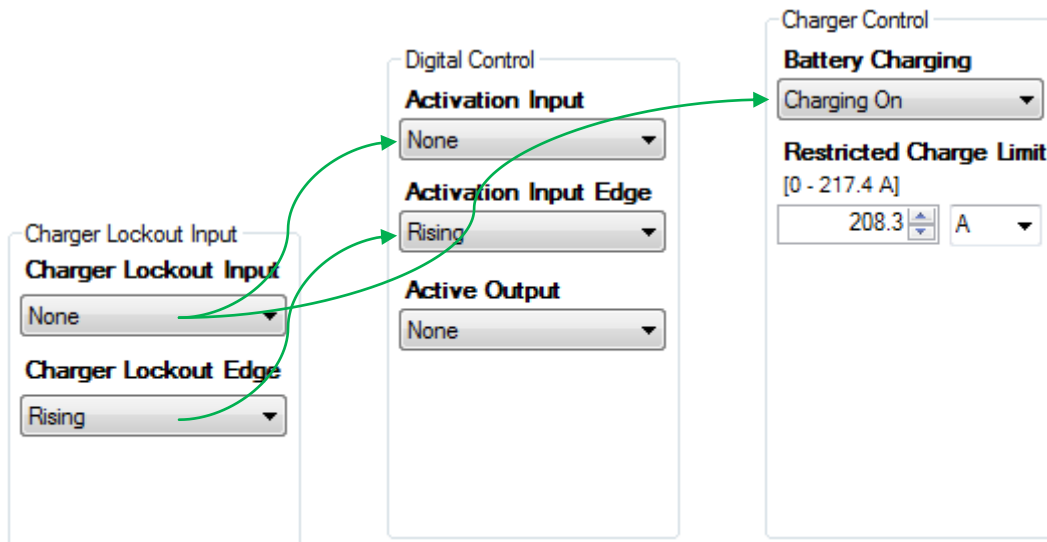 Charger Lockout Input
Charger Lockout Input
None
Charger Lockout Edge
Rising
Digital Control
Activation Input
None
Activation Input Edge
Rising
Active Output
None
Charger Control
Battery Charging
Charging On
Restricted Charge Limit
[0 - 217.4 A]
208.3 A